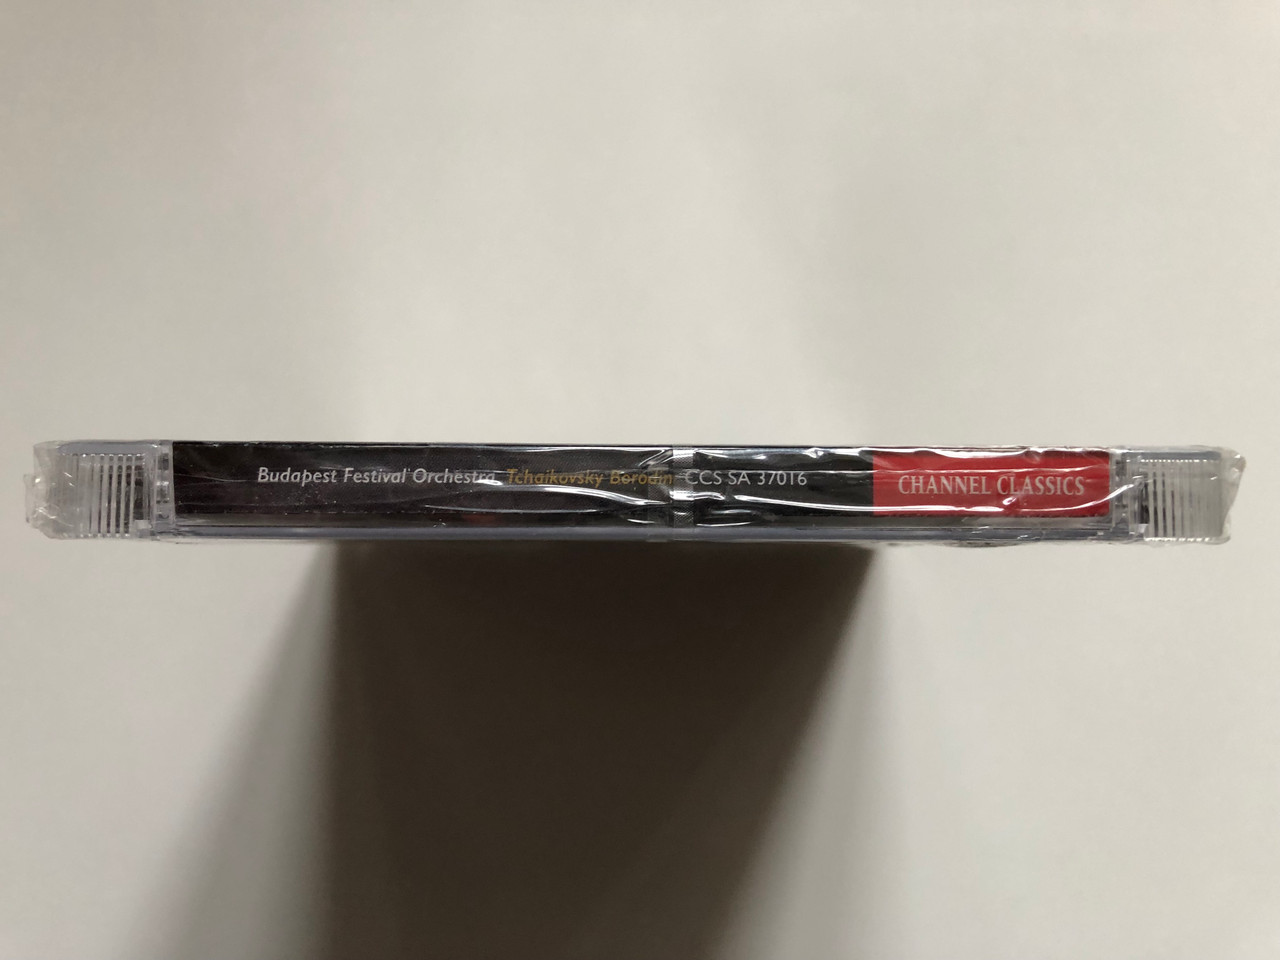 Budapest Festival Orchestra Tchaikovsky Borodin CCS SA 37016 CHANNEL CLASSICS